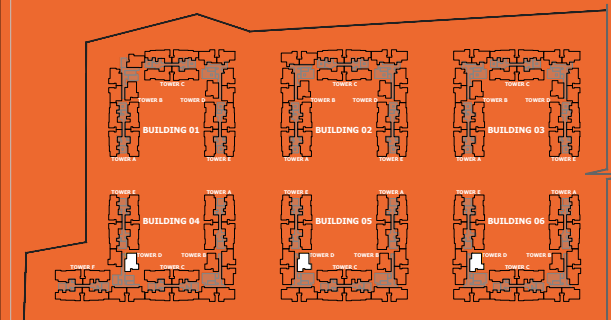 TOWER C TOWER C TOWER C
TOWER B TOWER D TOWER B TOWER D TOWER B TOWER D
BUILDING 01 BUILDING 02 BUILDING 03
TOWER A TOWER E TOWER A TOWER E TOWER A TOWER E
TOWER E TOWER A TOWER E TOWER A TOWER E TOWER A
BUILDING 04 BUILDING 05 BUILDING 06
TOWER D TOWER B TOWER D TOWER B TOWER D TOWER B
TOWER F TOWER C TOWER C TOWER C